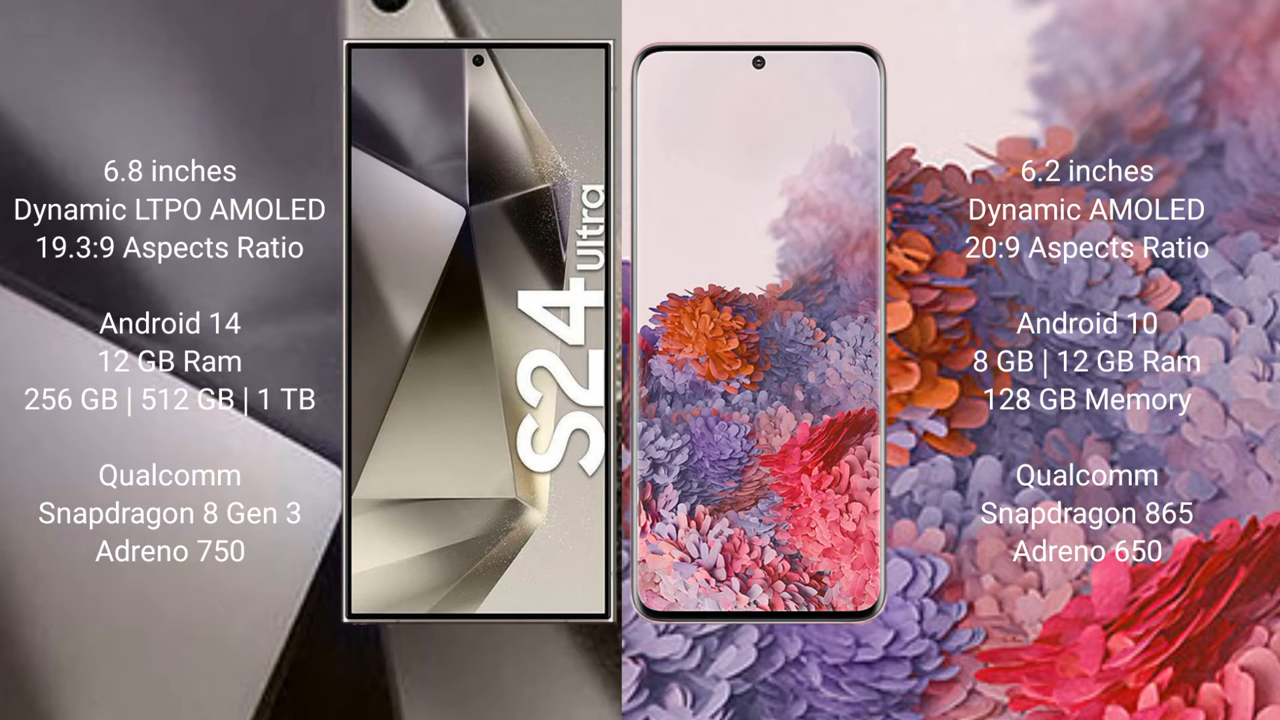 6.8 inches
Dynamic LTPO AMOLED
19.3:9 Aspects Ratio
Android 14
12 GB Ram
256 GB | 512 GB | 1 TB
Qualcomm
Snapdragon 8 Gen 3
Adreno 750
S24 ultra
6.2 inches
Dynamic AMOLED
20:9 Aspects Ratio
Android 10
8 GB | 12 GB Ram
128 GB Memory
Qualcomm
Snapdragon 865
Adreno 650